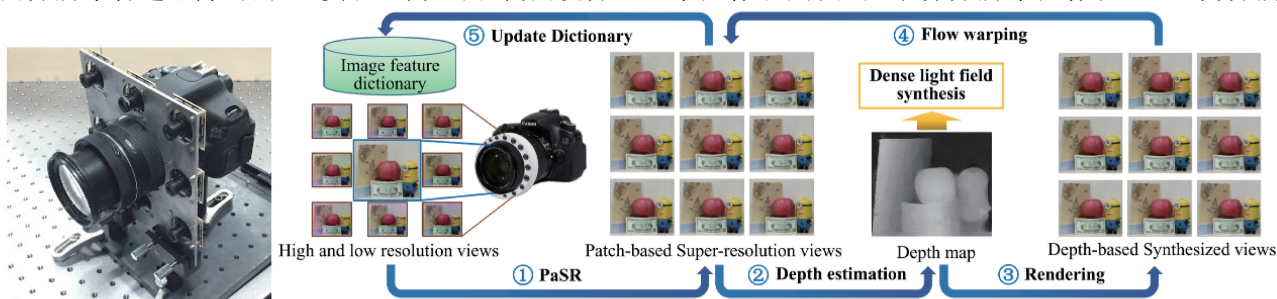 ⑤ Update Dictionary
④ Flow warping
Image feature
dictionary
Dense light field
synthesis
High and low resolution views
Patch-based Super-resolution views
Depth map
Depth-based Synthesized views
① PaSR
② Depth estimation
③ Rendering